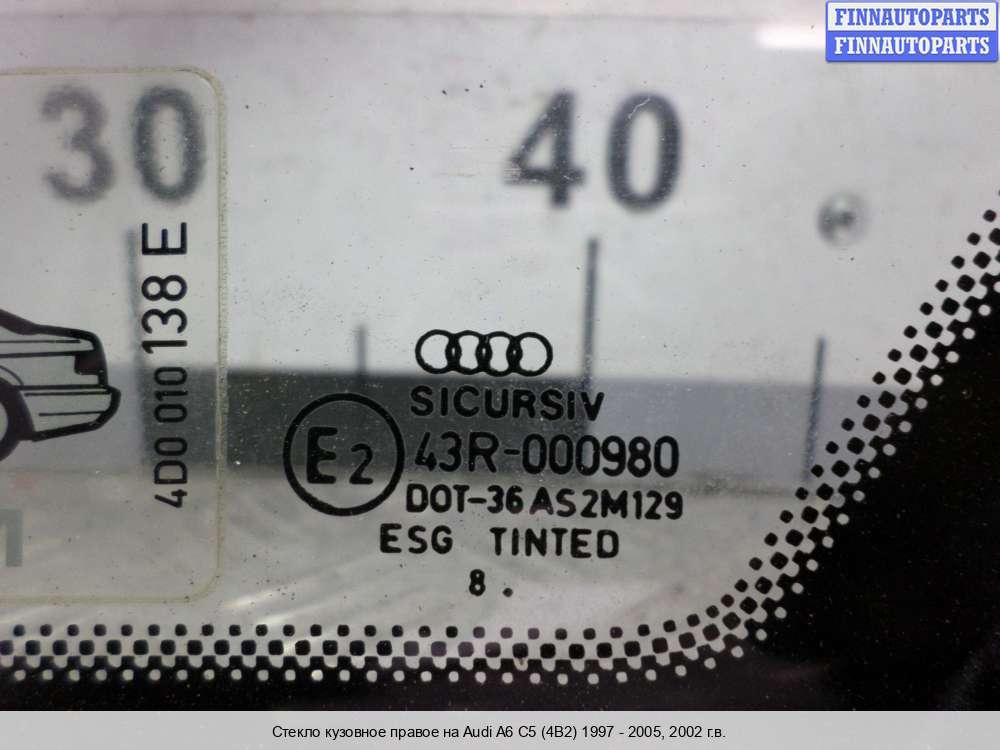 FINNAUTOPARTS
FINNAUTOPARTS
30 40
4D0 010 138 E
SICURSIV
E2 43R-000980
DOT-36 AS2M129
ESG TINTED
8 .
Стекло кузовное правое на Audi A6 C5 (4B2) 1997 - 2005, 2002 г.в.